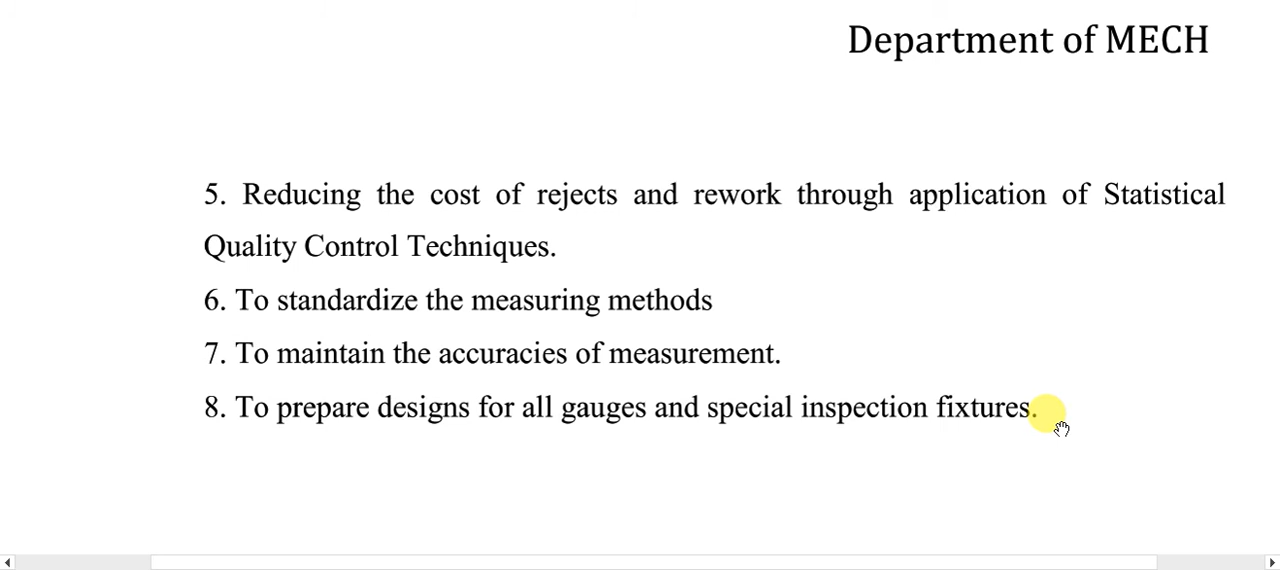 Department of MECH
5. Reducing the cost of rejects and rework through application of Statistical
Quality Control Techniques.
6. To standardize the measuring methods
7. To maintain the accuracies of measurement.
8. To prepare designs for all gauges and special inspection fixtures.